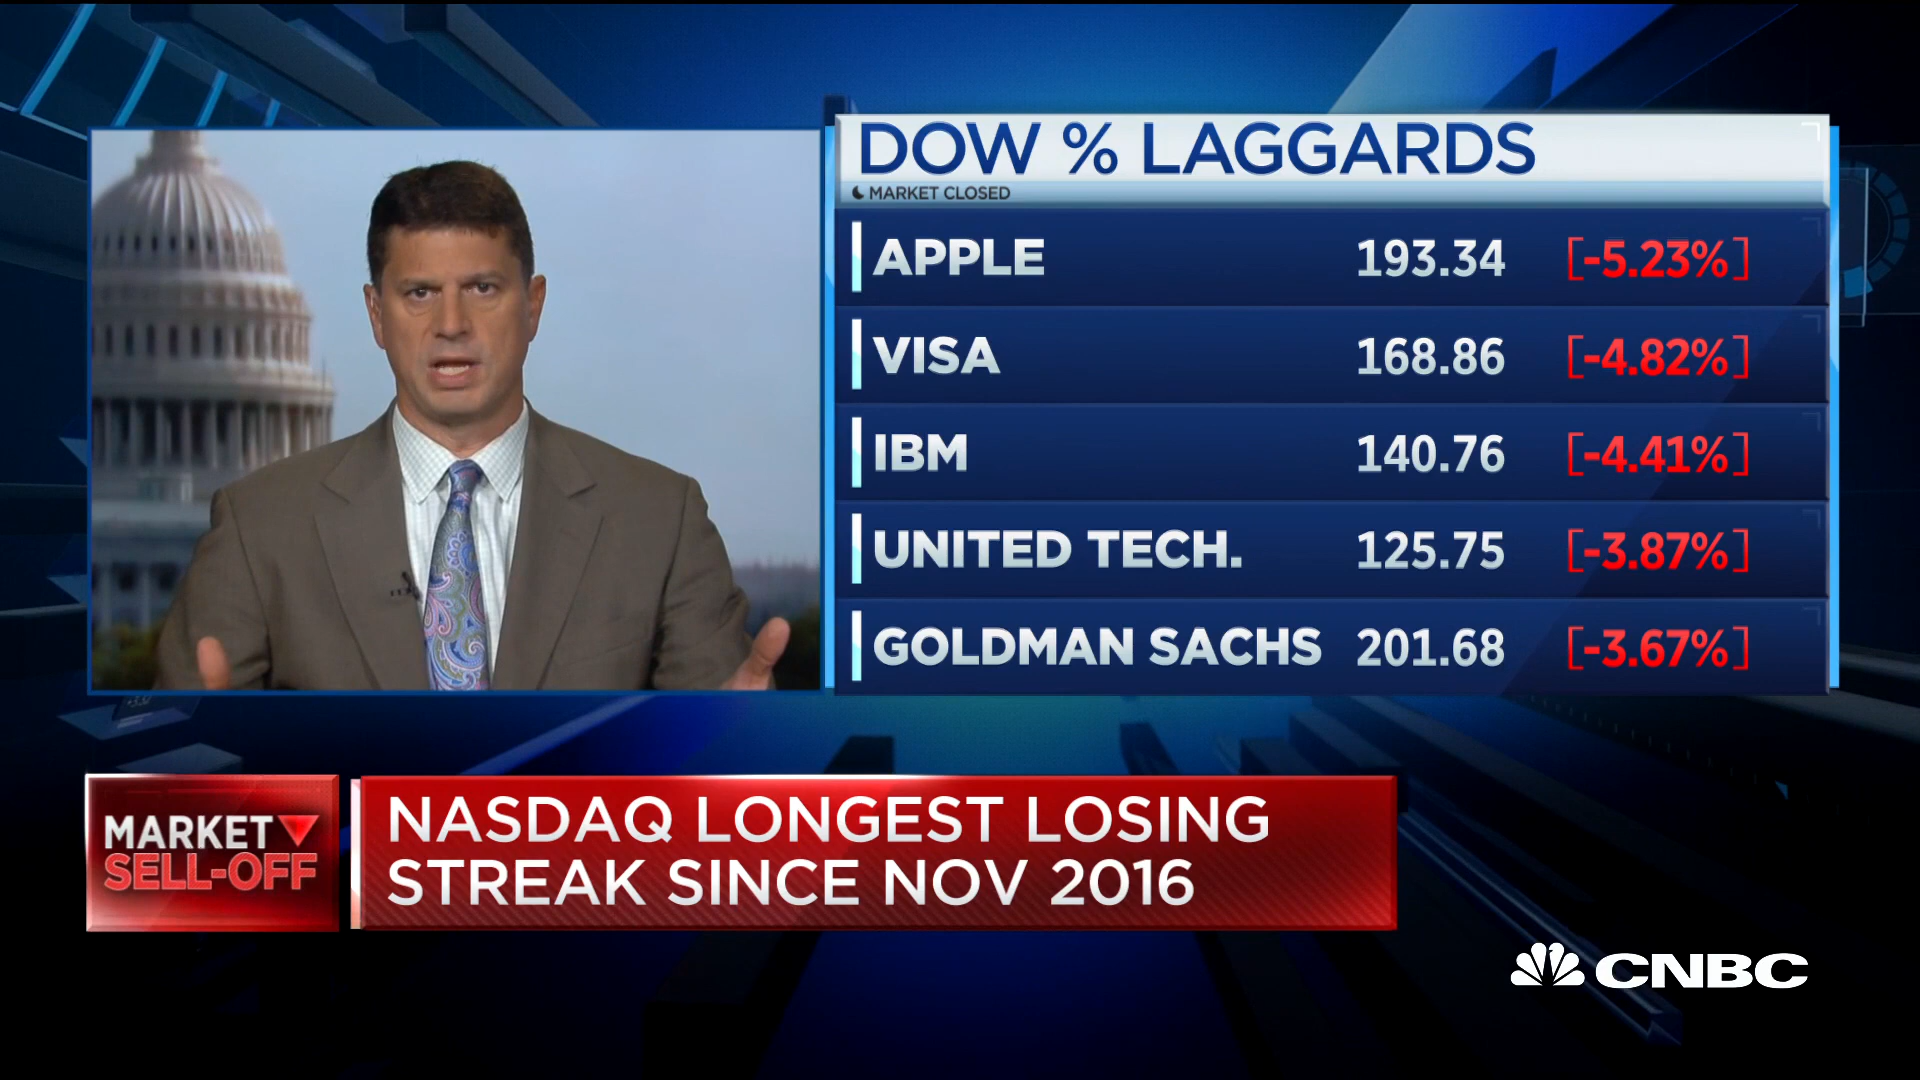 DOW % LAGGARDS
MARKET CLOSED
APPLE 193.34 [-5.23%]
VISA 168.86 [-4.82%]
IBM 140.76 [-4.41%]
UNITED TECH. 125.75 [-3.87%]
GOLDMAN SACHS 201.68 [-3.67%]
MARKET
SELL-OFF
NASDAQ LONGEST LOSING
STREAK SINCE NOV 2016
CNBC